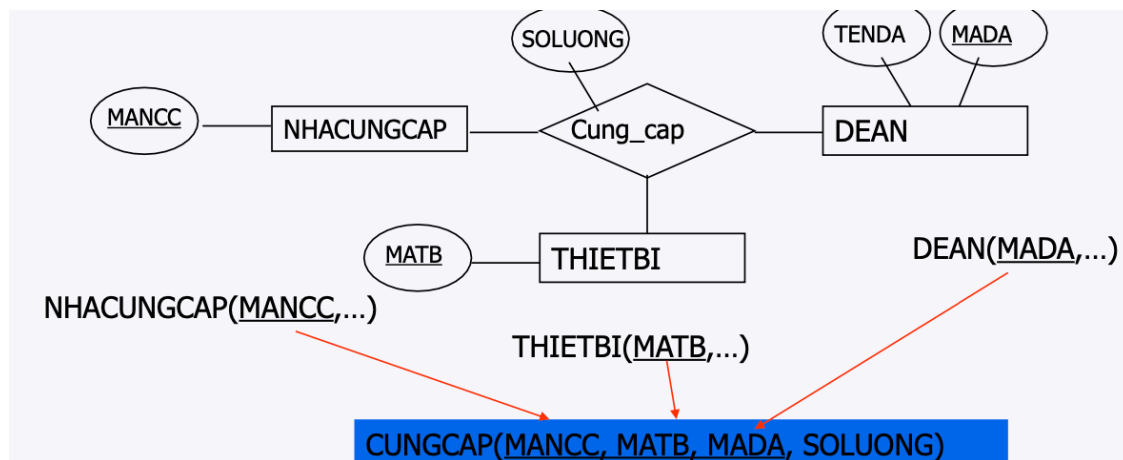 SOLUONG
TENDA
MADA
MANCC
NHACUNGCAP
Cung_cap
DEAN
MATB
THIETBI
DEAN(MADA,...)
NHACUNGCAP(MANCC,...)
THIETBI(MATB,...)
CUNGCAP(MANCC, MATB, MADA, SOLUONG)